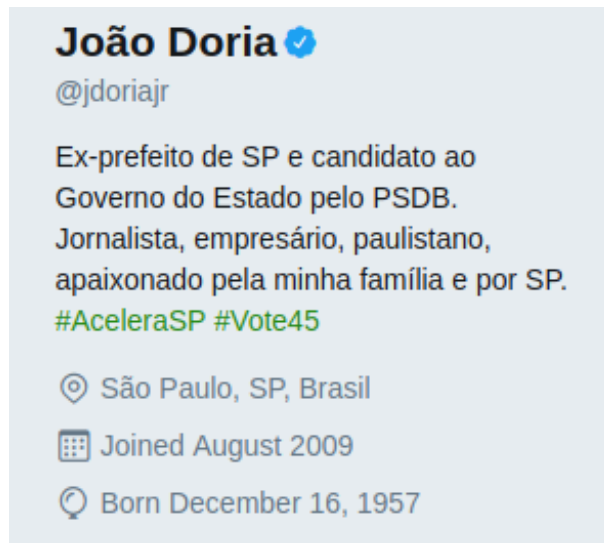 João Doria
@jdoriajr
Ex-prefeito de SP e candidato ao
Governo do Estado pelo PSDB.
Jornalista, empresário, paulistano,
apaixonado pela minha família e por SP.
#AceleraSP #Vote45
São Paulo, SP, Brasil
Joined August 2009
Born December 16, 1957